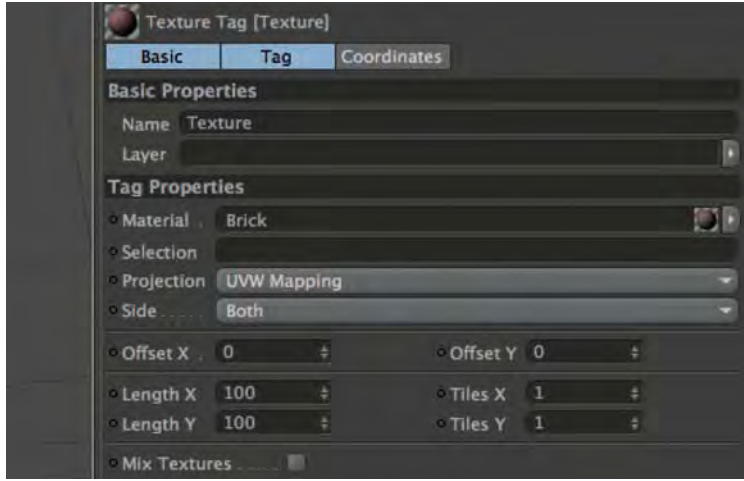 Texture Tag [Texture]
Basic Tag Coordinates
Basic Properties
Name Texture
Layer
Tag Properties
Material . Brick
Selection
Projection UVW Mapping
Side ..... Both
Offset X . 0 Offset Y 0
Length X 100 Tiles X 1
Length Y 100 Tiles Y 1
Mix Textures .....